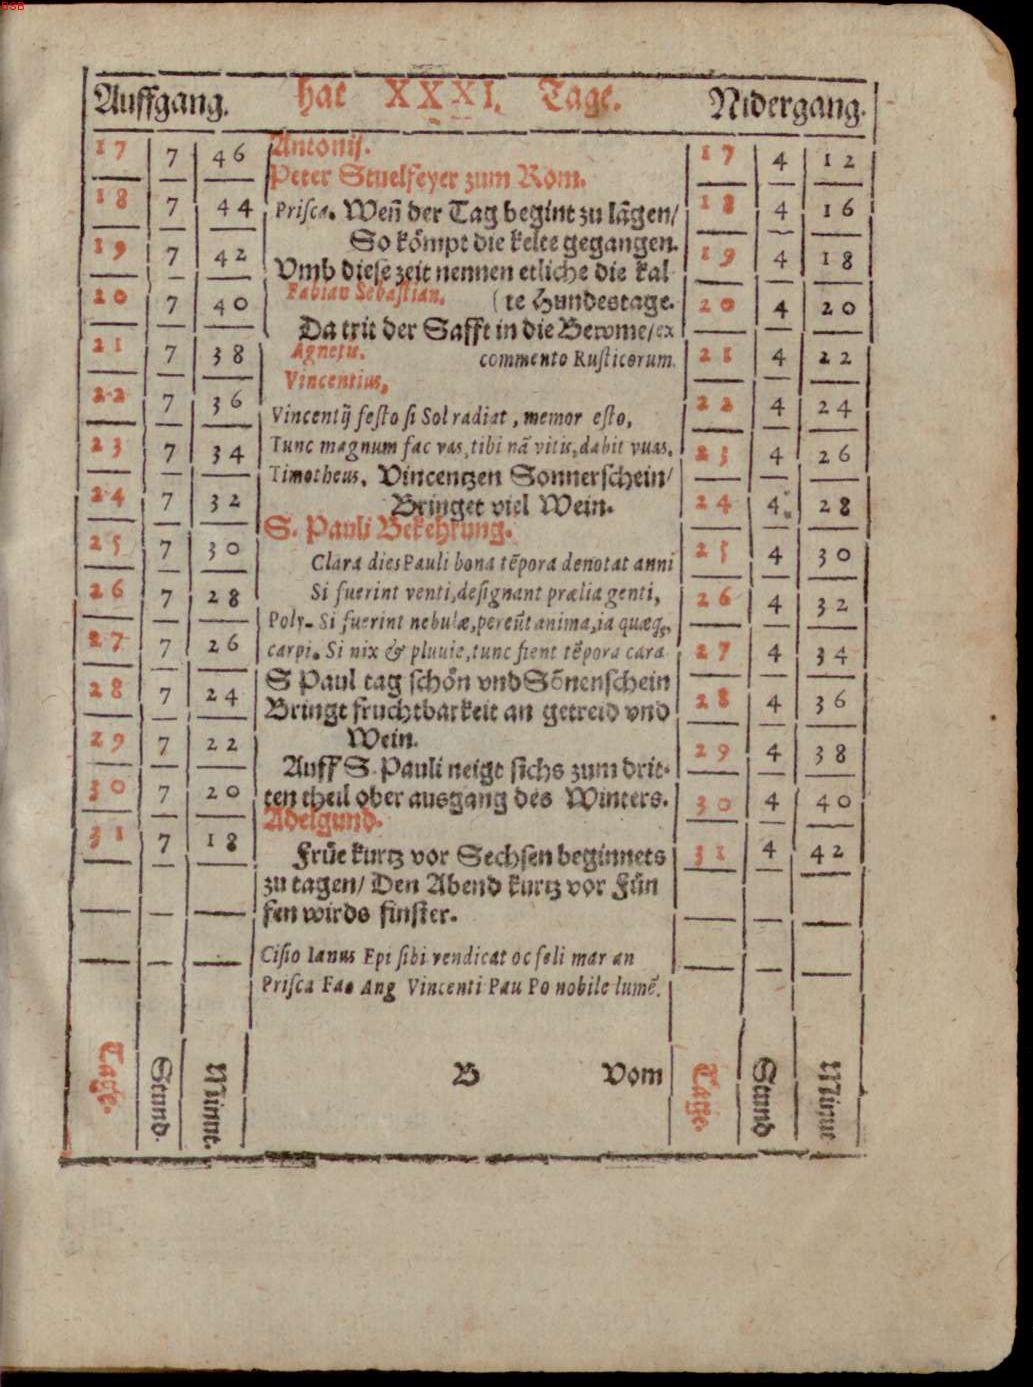 BSB
Auffgang. hat XXXI. Tage. Nidergang.
17 7 46 Antonij. 17 4 12
Peter Stuelfeyer zum Rom.
18 7 44 Prisca. Weñ der Tag begint zu lãgen/ 18 4 16
So kömpt die kelte gegangen.
19 7 42 Vmb diese zeit nennen etliche die kal 19 4 18
20 7 40 Fabian Sebastian. (te Hundestage. 20 4 20
Da trit der Safft in die Bewme/ex
21 7 38 Agnetis. commento Rusticorum. 21 4 22
Vincentius,
22 7 36 Vincentij festo si Sol radiat, memor esto, 22 4 24
23 7 34 Tunc magnum fac vas, tibi nã vitis, dabit vuas. 23 4 26
Timotheus. Vincentzen Sonnerschein/
24 7 32 Bringet viel Wein. 24 4 28
S. Pauli Bekehrung.
25 7 30 Clara dies Pauli bona tẽpora denotat anni 25 4 30
26 7 28 Si fuerint venti, designant prælia genti, 26 4 32
Poly- Si fuerint nebulæ, pereũt anima,ia quæq;,
27 7 26 carpi. Si nix & pluuie, tunc fient tẽpora cara 27 4 34
28 7 24 S Paul tag schön vnd Sõnenschein 28 4 36
Bringt fruchtbarkeit an getreid vnd
29 7 22 Wein. 29 4 38
Auff S. Pauli neigt sichs zum drit-
30 7 20 ten theil ober ausgang des Winters. 30 4 40
Adelgund.
31 7 18 Früe kurtz vor Sechsen beginnets 31 4 42
zu tagen/ Den Abend kurtz vor Fün
fen wirds finster.
Cisio Ianus Epi sibi vendicat oc feli mar an
Prisca Fab Ang Vincenti Pau Po nobile lumẽ.
Tage. Stund. Minut. B Vom Tage. Stund Minut